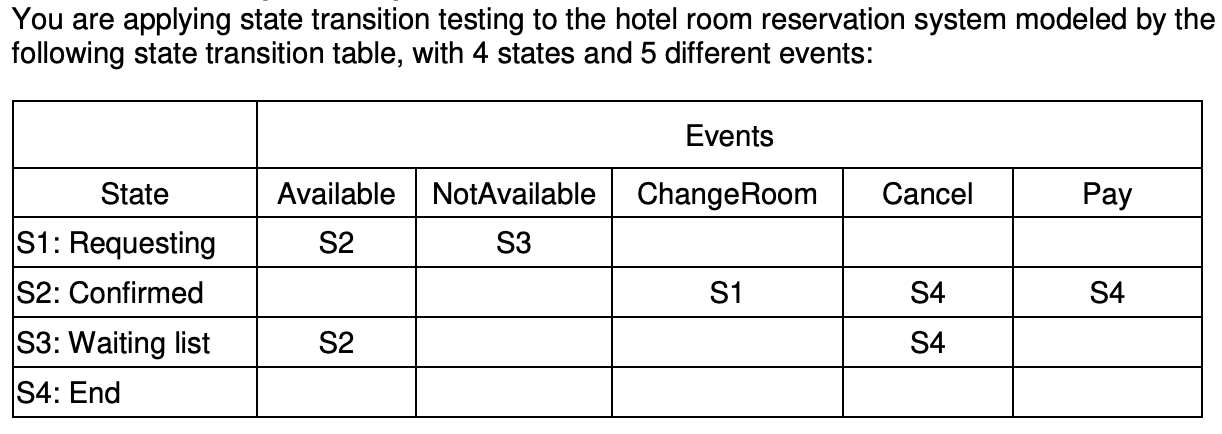 You are applying state transition testing to the hotel room reservation system modeled by the
following state transition table, with 4 states and 5 different events:
Events
State Available NotAvailable ChangeRoom Cancel Pay
S1: Requesting S2 S3
S2: Confirmed S1 S4 S4
S3: Waiting list S2 S4
S4: End